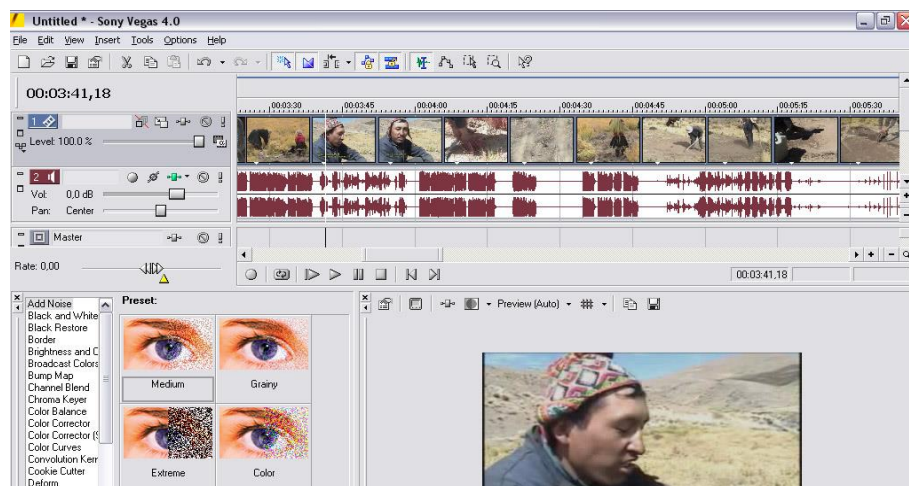 Untitled * - Sony Vegas 4.0
File Edit View Insert Tools Options Help
00:03:41,18
00:03:30 00:03:45 00:04:00 00:04:15 00:04:30 00:04:45 00:05:00 00:05:15 00:05:30
1
Level: 100.0 %
2
Vol: 0,0 dB
Pan: Center
Master
Rate: 0,00
00:03:41,18
Preset:
Add Noise
Black and White
Black Restore
Border
Brightness and C
Broadcast Colors
Bump Map
Channel Blend
Chroma Keyer
Color Balance
Color Corrector
Color Corrector (S
Color Curves
Convolution Kern
Cookie Cutter
Deform
Medium Grainy
Extreme Color
Preview (Auto)